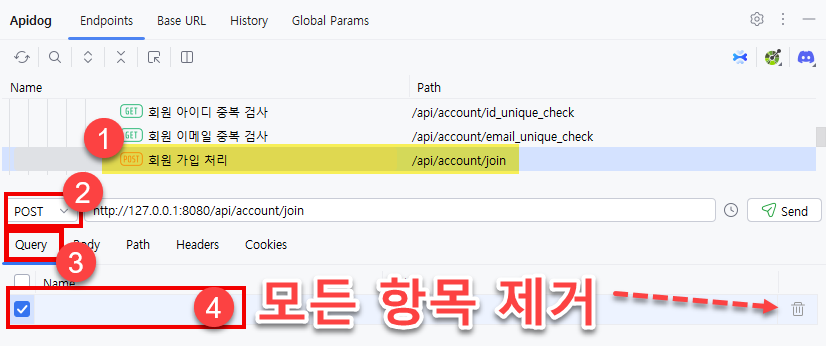 Apidog Endpoints Base URL History Global Params
Name Path
GET 회원 아이디 중복 검사 /api/account/id_unique_check
GET 회원 이메일 중복 검사 /api/account/email_unique_check
1 POST 회원 가입 처리 /api/account/join
2
POST http://127.0.0.1:8080/api/account/join Send
Query Body Path Headers Cookies
3
Name
4 모든 항목 제거